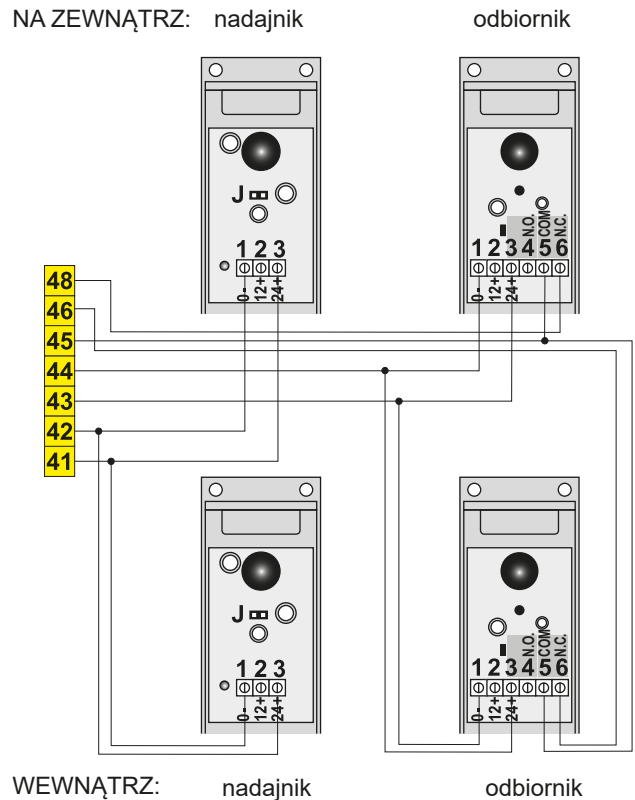 NA ZEWNĄTRZ: nadajnik odbiornik
J
1 2 3
0- 12+ 24+
N.O. COM N.C.
1 2 3 4 5 6
0- 12+ 24+
48
46
45
44
43
42
41
J
1 2 3
0- 12+ 24+
N.O. COM N.C.
1 2 3 4 5 6
0- 12+ 24+
WEWNĄTRZ: nadajnik odbiornik